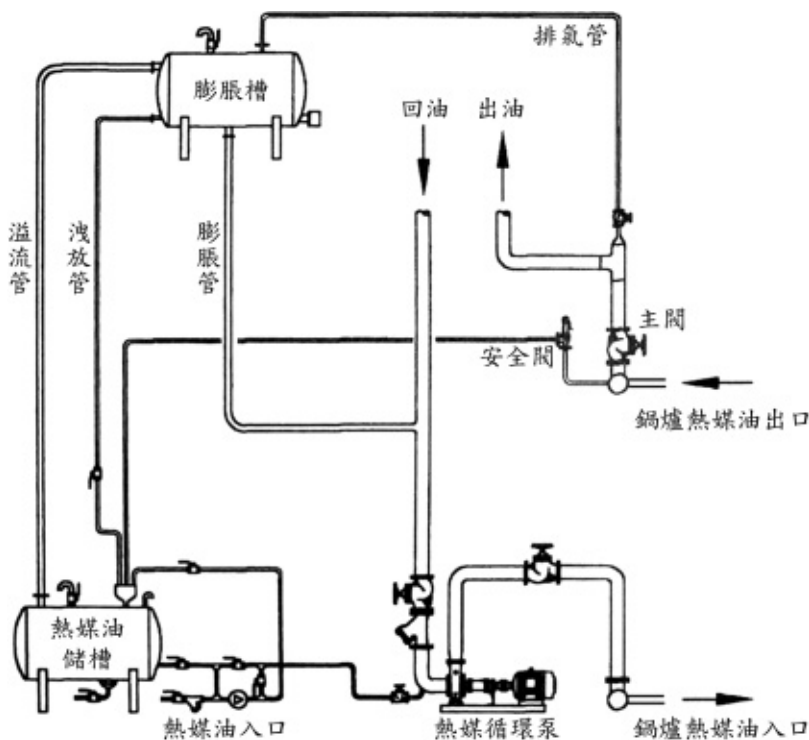 排氣管
膨脹槽
回油
出油
溢流管
洩放管
膨脹管
主閥
安全閥
鍋爐熱媒油出口
熱媒油
儲槽
熱媒油入口
熱媒循環泵
鍋爐熱媒油入口